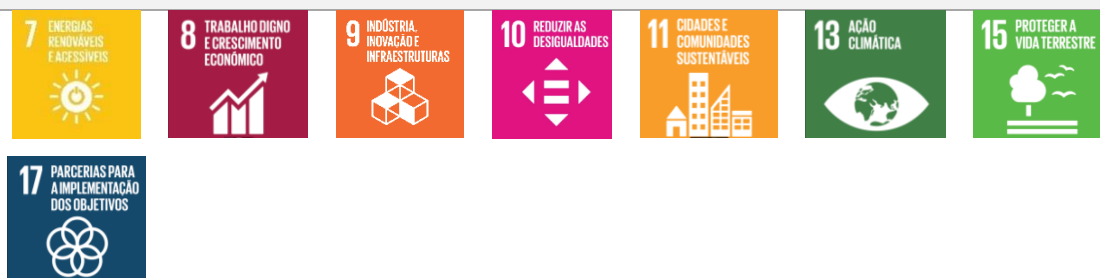 7 ENERGIAS
RENOVÁVEIS
E ACESSÍVEIS
8 TRABALHO DIGNO
E CRESCIMENTO
ECONÓMICO
9 INDÚSTRIA,
INOVAÇÃO E
INFRAESTRUTURAS
10 REDUZIR AS
DESIGUALDADES
11 CIDADES E
COMUNIDADES
SUSTENTÁVEIS
13 AÇÃO
CLIMÁTICA
15 PROTEGER A
VIDA TERRESTRE
17 PARCERIAS PARA
A IMPLEMENTAÇÃO
DOS OBJETIVOS